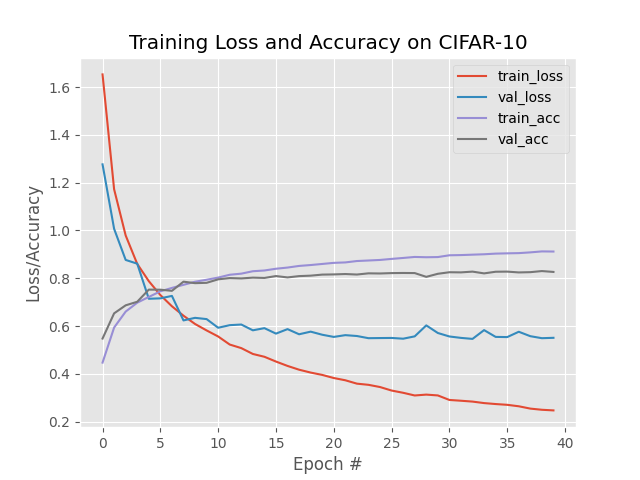 Training Loss and Accuracy on CIFAR-10
train_loss
val_loss
train_acc
val_acc
Loss/Accuracy
1.6
1.4
1.2
1.0
0.8
0.6
0.4
0.2
0 5 10 15 20 25 30 35 40
Epoch #